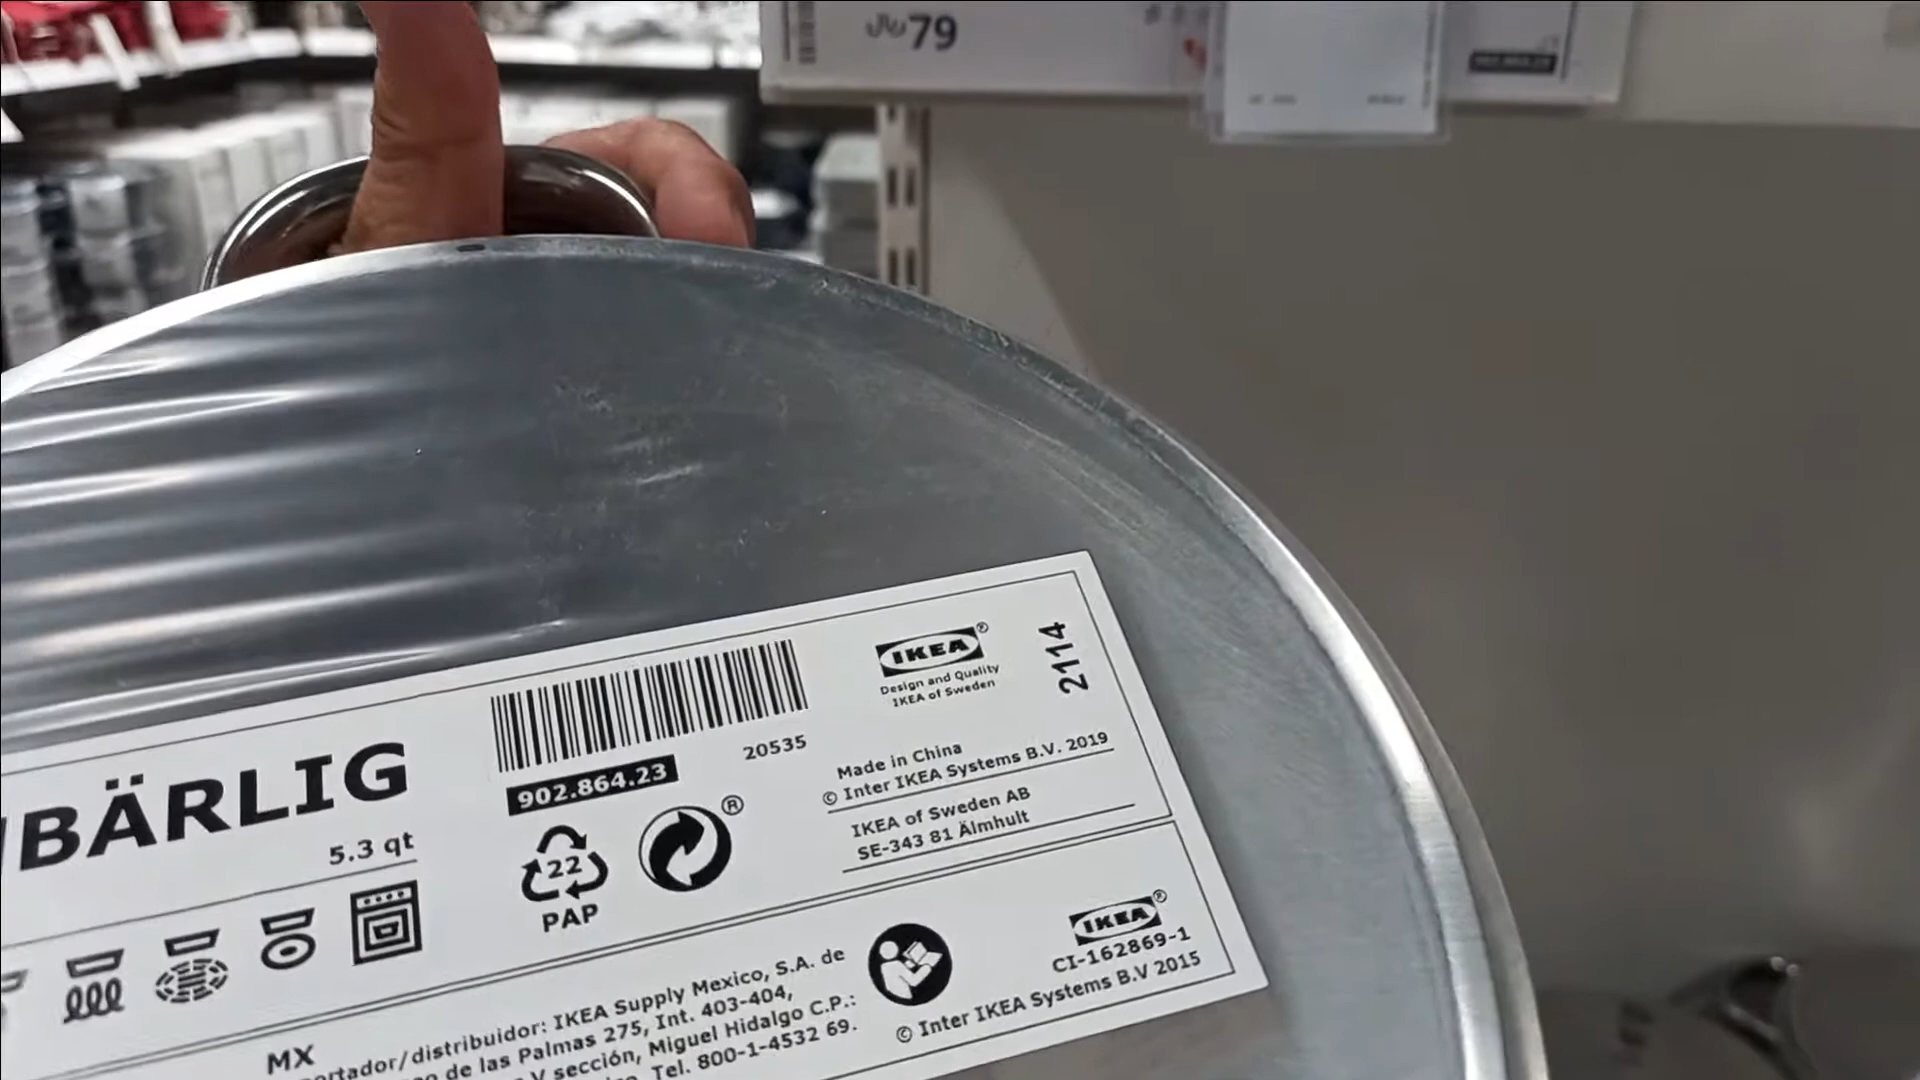 79
BÄRLIG
5.3 qt
902.864.23
20535
22
PAP
®
IKEA®
Design and Quality
IKEA of Sweden
2114
Made in China
© Inter IKEA Systems B.V. 2019
IKEA of Sweden AB
SE-343 81 Älmhult
IKEA®
CI-162869-1
© Inter IKEA Systems B.V 2015
MX
ortador/distribuidor: IKEA Supply Mexico, S.A. de
o de las Palmas 275, Int. 403-404,
V sección, Miguel Hidalgo C.P.:
Tel. 800-1-4532 69.